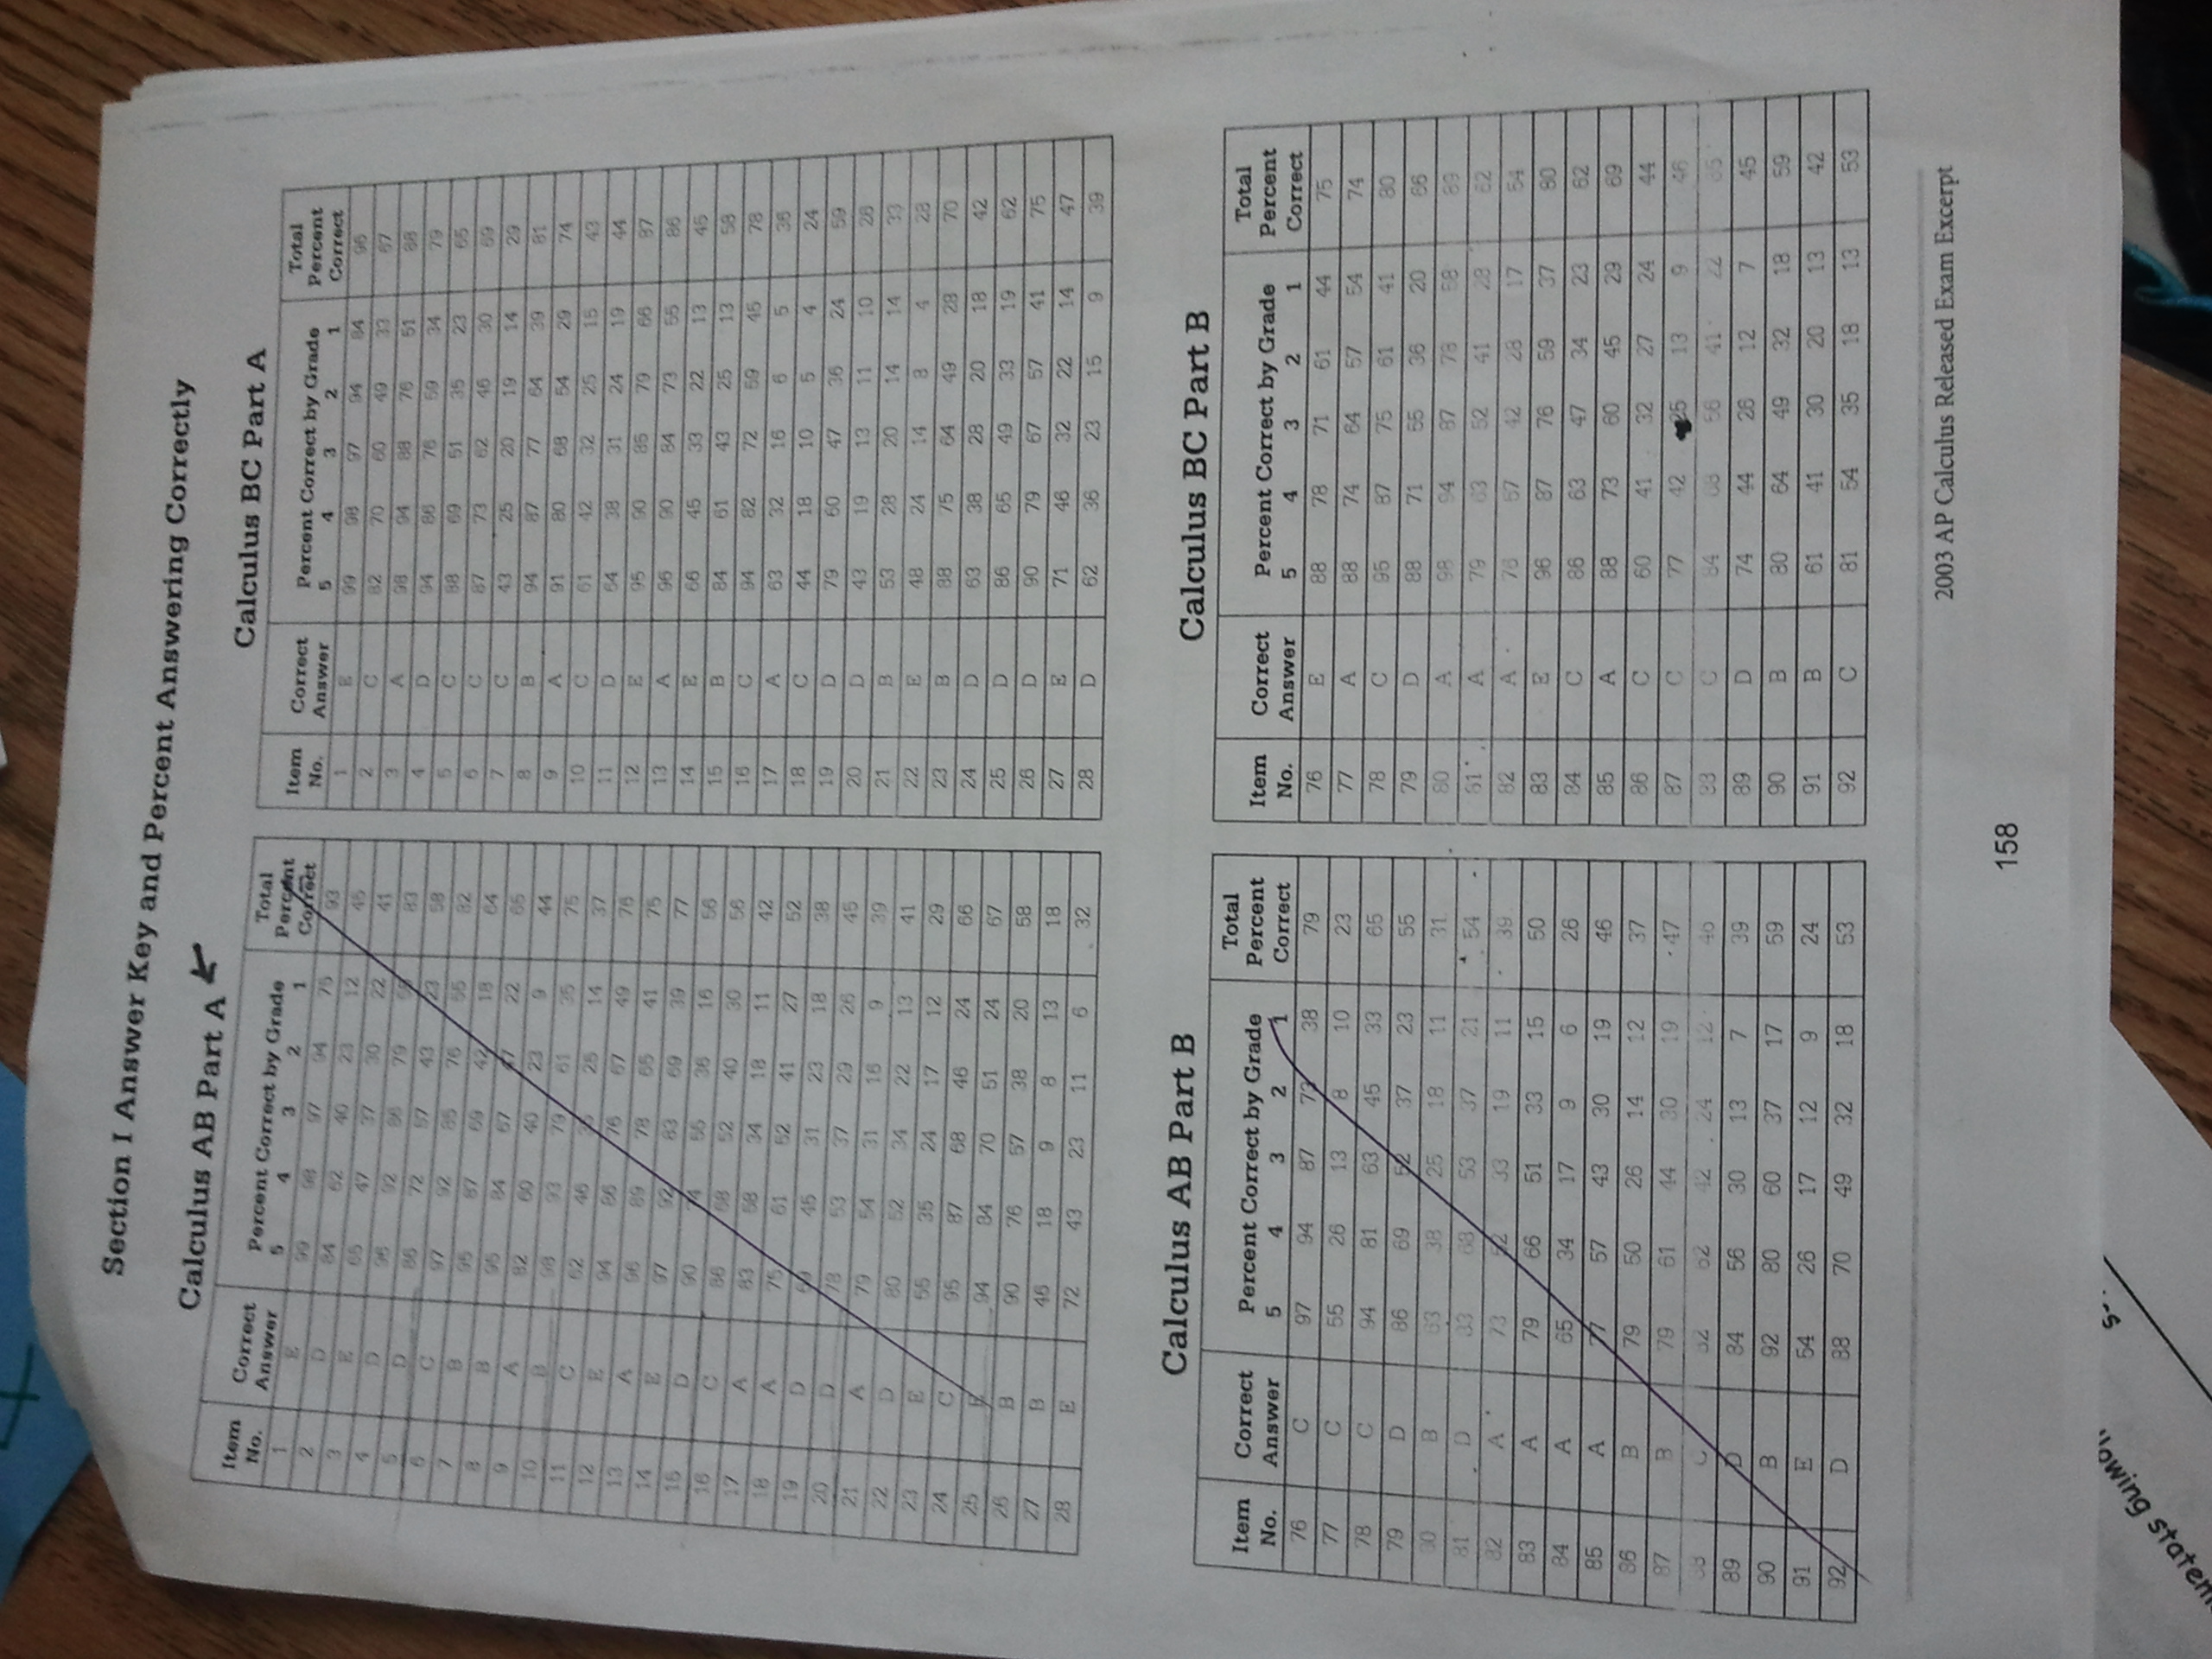 Section I Answer Key and Percent Answering Correctly
Calculus AB Part A
Item No. Correct Answer Percent Correct by Grade Total Percent Correct
5 4 3 2 1
1 E 99 98 97 94 75 93
2 D 84 62 40 23 12 45
3 E 65 47 37 30 22 41
4 D 96 92 86 79 83
5 D 86 72 57 43 23 58
6 C 97 92 85 76 55 82
7 B 95 87 69 42 18 64
8 B 95 84 67 22 65
9 A 82 60 40 23 9 44
10 B 98 93 79 61 35 75
11 C 62 46 25 14 37
12 E 94 86 76 67 49 76
13 A 96 89 78 65 41 75
14 E 97 92 83 69 39 77
15 D 90 74 55 36 16 56
16 C 86 68 52 40 30 56
17 A 83 58 34 18 11 42
18 A 75 61 52 41 27 52
19 D 45 31 23 18 38
20 D 78 53 37 29 26 45
21 A 79 54 31 16 9 39
22 D 80 52 34 22 13 41
23 E 55 35 24 17 12 29
24 C 95 87 68 46 24 66
25 94 84 70 51 24 67
26 B 90 76 57 38 20 58
27 B 46 18 9 8 13 18
28 E 72 43 23 11 6 32
Calculus BC Part A
Item No. Correct Answer Percent Correct by Grade Total Percent Correct
5 4 3 2 1
1 E 99 98 97 94 84 96
2 C 82 70 60 49 33 67
3 A 98 94 88 76 51 88
4 D 94 86 76 59 34 79
5 C 88 69 51 35 23 65
6 C 87 73 62 46 30 69
7 C 43 25 20 19 14 29
8 B 94 87 77 64 39 81
9 A 91 80 68 54 29 74
10 C 61 42 32 25 15 43
11 D 64 38 31 24 19 44
12 E 95 90 85 79 66 87
13 A 96 90 84 73 55 86
14 E 66 45 33 22 13 45
15 B 84 61 43 25 13 58
16 C 94 82 72 59 45 78
17 A 63 32 16 6 5 36
18 C 44 18 10 5 4 24
19 D 79 60 47 36 24 59
20 D 43 19 13 11 10 26
21 B 53 28 20 14 14 33
22 E 48 24 14 8 4 28
23 B 88 75 64 49 28 70
24 D 63 38 28 20 18 42
25 D 86 65 49 33 19 62
26 D 90 79 67 57 41 75
27 E 71 46 32 22 14 47
28 D 62 36 23 15 9 39
Calculus AB Part B
Item No. Correct Answer Percent Correct by Grade Total Percent Correct
5 4 3 2 1
76 C 97 94 87 73 38 79
77 C 55 26 13 8 10 23
78 C 94 81 63 45 33 65
79 D 86 69 52 37 23 55
80 B 63 38 25 18 11 31
81 D 83 68 53 37 21 54
82 A 73 52 33 19 11 39
83 A 79 66 51 33 15 50
84 A 65 34 17 9 6 26
85 A 77 57 43 30 19 46
86 B 79 50 26 14 12 37
87 B 79 61 44 30 19 47
88 C 82 62 42 24 12 46
89 D 84 56 30 13 7 39
90 B 92 80 60 37 17 59
91 E 54 26 17 12 9 24
92 D 88 70 49 32 18 53
Calculus BC Part B
Item No. Correct Answer Percent Correct by Grade Total Percent Correct
5 4 3 2 1
76 E 88 78 71 61 44 75
77 A 88 74 64 57 54 74
78 C 95 87 75 61 41 80
79 D 88 71 55 36 20 66
80 A 98 94 87 78 58 89
81 A 79 63 52 41 28 62
82 A 76 57 42 28 17 54
83 E 96 87 76 59 37 80
84 C 86 63 47 34 23 62
85 A 88 73 60 45 29 69
86 C 60 41 32 27 24 44
87 C 77 42 25 13 9 46
88 C 84 68 56 41 22 65
89 D 74 44 26 12 7 45
90 B 80 64 49 32 18 59
91 B 61 41 30 20 13 42
92 C 81 54 35 18 13 53
2003 AP Calculus Released Exam Excerpt
158
owing statem